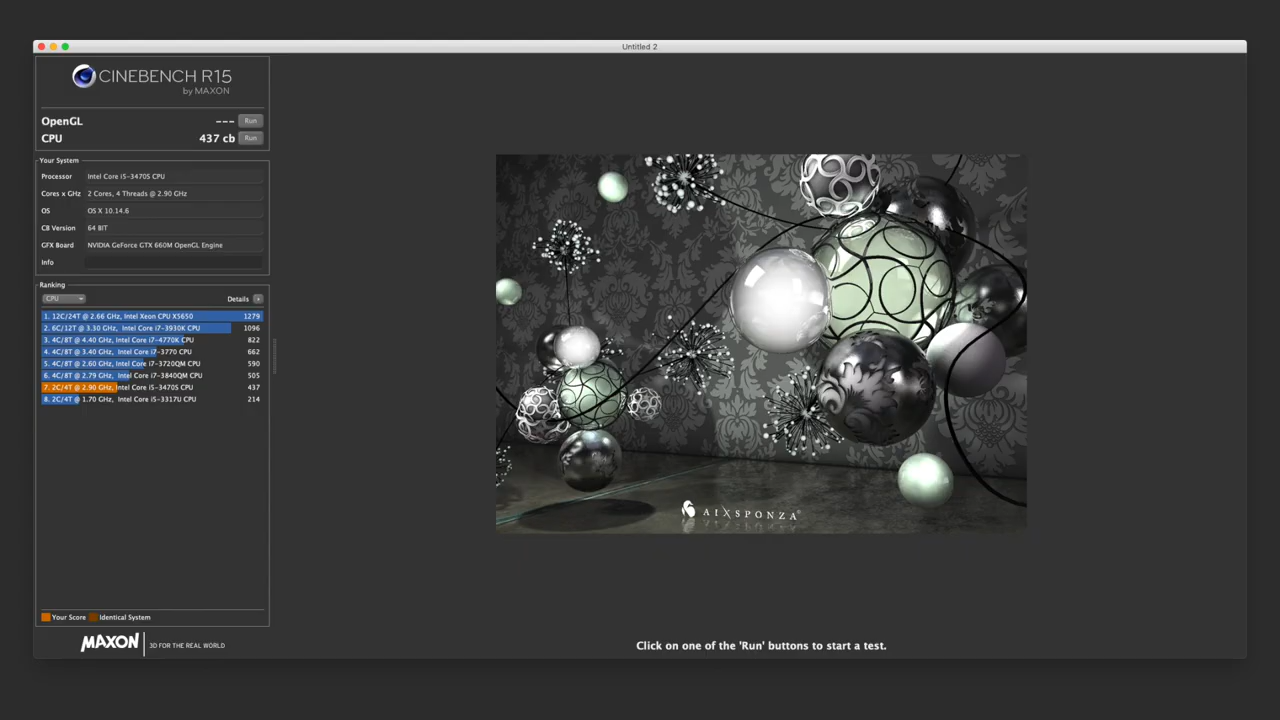 Untitled 2
CINEBENCH R15
by MAXON
OpenGL --- Run
CPU 437 cb Run
Your System
Processor Intel Core i5-3470S CPU
Cores x GHz 2 Cores, 4 Threads @ 2.90 GHz
OS OS X 10.14.6
CB Version 64 BIT
GFX Board NVIDIA GeForce GTX 660M OpenGL Engine
Info
Ranking
CPU Details
1. 12C/24T @ 2.66 GHz, Intel Xeon CPU X5650 1279
2. 6C/12T @ 3.30 GHz, Intel Core i7-3930K CPU 1096
3. 4C/8T @ 4.40 GHz, Intel Core i7-4770K CPU 822
4. 4C/8T @ 3.40 GHz, Intel Core i7-3770 CPU 662
5. 4C/8T @ 2.60 GHz, Intel Core i7-3720QM CPU 590
6. 4C/8T @ 2.79 GHz, Intel Core i7-3840QM CPU 505
7. 2C/4T @ 2.90 GHz, Intel Core i5-3470S CPU 437
8. 2C/4T @ 1.70 GHz, Intel Core i5-3317U CPU 214
AIXSPONZA®
Your Score Identical System
MAXON 3D FOR THE REAL WORLD
Click on one of the 'Run' buttons to start a test.